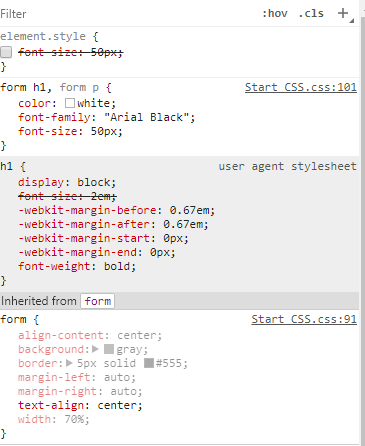 Filter :hov .cls +
element.style {
font-size: 50px;
}
form h1, form p { Start CSS.css:101
color: white;
font-family: "Arial Black";
font-size: 50px;
}
h1 { user agent stylesheet
display: block;
font-size: 2em;
-webkit-margin-before: 0.67em;
-webkit-margin-after: 0.67em;
-webkit-margin-start: 0px;
-webkit-margin-end: 0px;
font-weight: bold;
}
Inherited from form
form { Start CSS.css:91
align-content: center;
background: gray;
border: 5px solid #555;
margin-left: auto;
margin-right: auto;
text-align: center;
width: 70%;
}